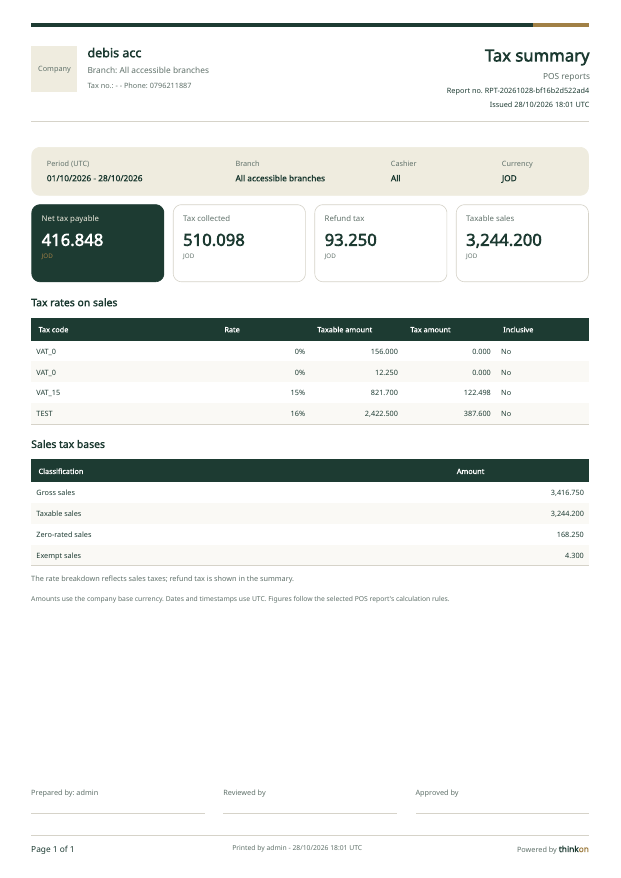 Company
debis acc
Branch: All accessible branches
Tax no.: - - Phone: 0796211887
Tax summary
POS reports
Report no. RPT-20261028-bf16b2d522ad4
Issued 28/10/2026 18:01 UTC
Period (UTC) Branch Cashier Currency
01/10/2026 - 28/10/2026 All accessible branches All JOD
Net tax payable Tax collected Refund tax Taxable sales
416.848 510.098 93.250 3,244.200
JOD JOD JOD JOD
Tax rates on sales
Tax code Rate Taxable amount Tax amount Inclusive
VAT_0 0% 156.000 0.000 No
VAT_0 0% 12.250 0.000 No
VAT_15 15% 821.700 122.498 No
TEST 16% 2,422.500 387.600 No
Sales tax bases
Classification Amount
Gross sales 3,416.750
Taxable sales 3,244.200
Zero-rated sales 168.250
Exempt sales 4.300
The rate breakdown reflects sales taxes; refund tax is shown in the summary.
Amounts use the company base currency. Dates and timestamps use UTC. Figures follow the selected POS report's calculation rules.
Prepared by: admin Reviewed by Approved by
Page 1 of 1 Printed by admin - 28/10/2026 18:01 UTC Powered by thinkon